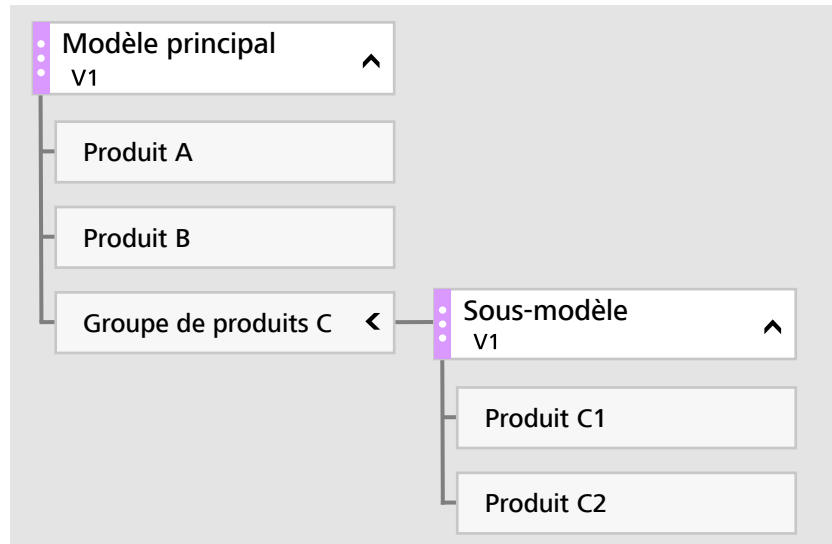 Modèle principal
V1
Produit A
Produit B
Groupe de produits C
Sous-modèle
V1
Produit C1
Produit C2